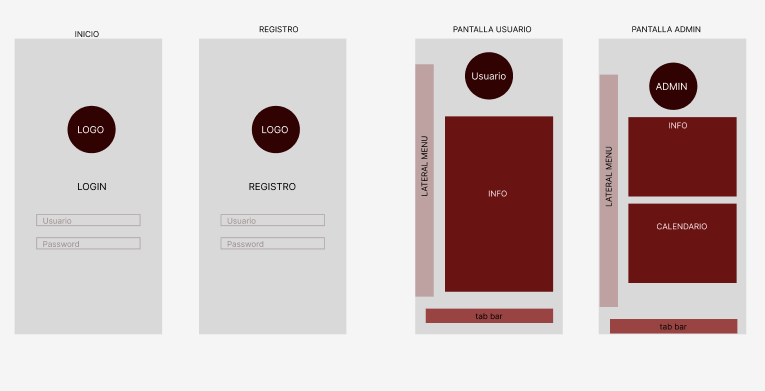 INICIO
LOGO
LOGIN
Usuario
Password
REGISTRO
LOGO
REGISTRO
Usuario
Password
PANTALLA USUARIO
Usuario
LATERAL MENU
INFO
tab bar
PANTALLA ADMIN
ADMIN
LATERAL MENU
INFO
CALENDARIO
tab bar